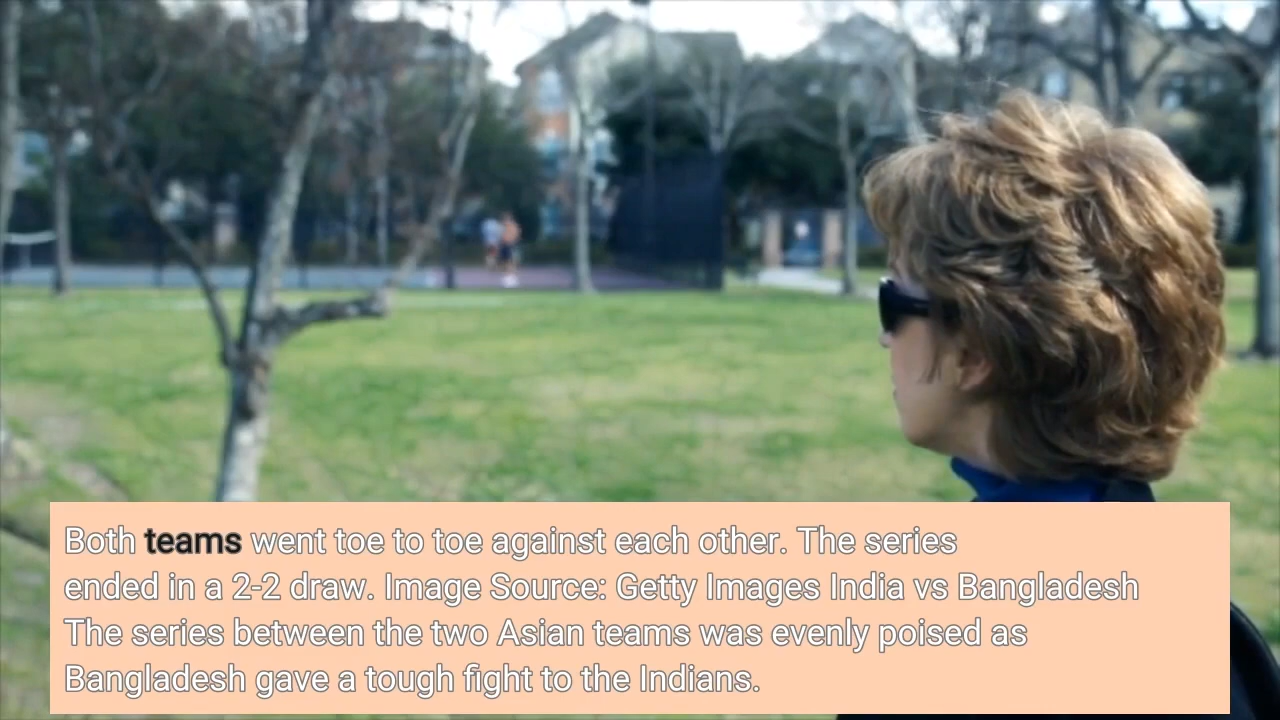 Both teams went toe to toe against each other. The series
ended in a 2-2 draw. Image Source: Getty Images India vs Bangladesh
The series between the two Asian teams was evenly poised as
Bangladesh gave a tough fight to the Indians.